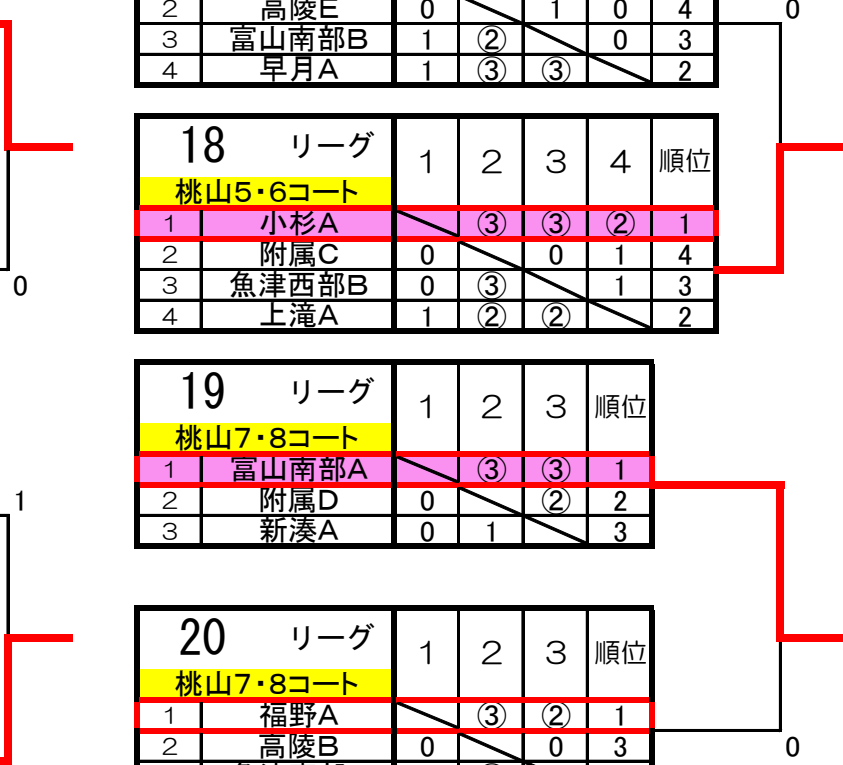 2 高陵E 0 1 0 4 0
3 富山南部B 1 ② 0 3
4 早月A 1 ③ ③ 2
18 リーグ 1 2 3 4 順位
桃山5・6コート
1 小杉A ③ ③ ② 1
2 附属C 0 0 1 4
3 魚津西部B 0 ③ 1 3 0
4 上滝A 1 ② ② 2
19 リーグ 1 2 3 順位
桃山7・8コート
1 富山南部A ③ ③ 1
2 附属D 0 ② 2 1
3 新湊A 0 1 3
20 リーグ 1 2 3 順位
桃山7・8コート
1 福野A ③ ② 1
2 高陵B 0 0 3 0